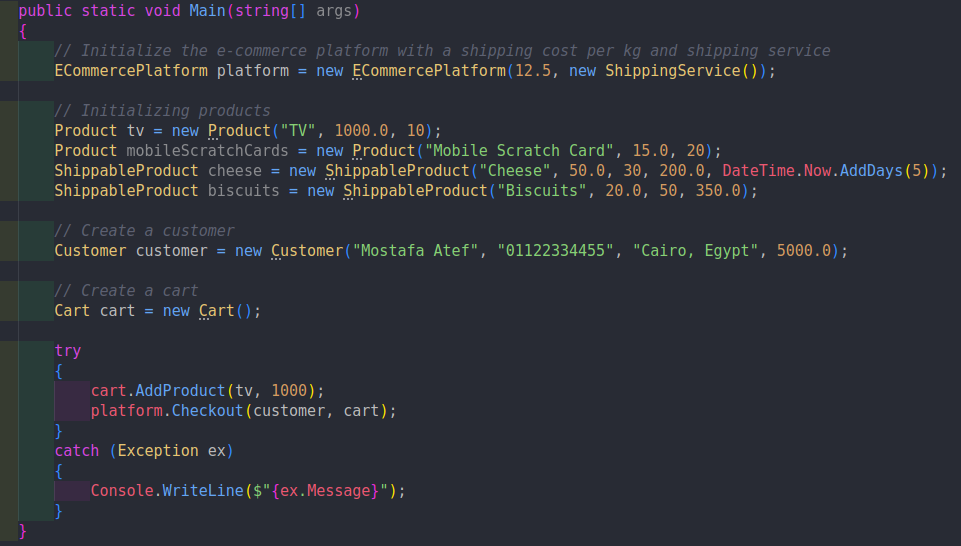 public static void Main(string[] args)
{
    // Initialize the e-commerce platform with a shipping cost per kg and shipping service
    ECommercePlatform platform = new ECommercePlatform(12.5, new ShippingService());

    // Initializing products
    Product tv = new Product("TV", 1000.0, 10);
    Product mobileScratchCards = new Product("Mobile Scratch Card", 15.0, 20);
    ShippableProduct cheese = new ShippableProduct("Cheese", 50.0, 30, 200.0, DateTime.Now.AddDays(5));
    ShippableProduct biscuits = new ShippableProduct("Biscuits", 20.0, 50, 350.0);

    // Create a customer
    Customer customer = new Customer("Mostafa Atef", "01122334455", "Cairo, Egypt", 5000.0);

    // Create a cart
    Cart cart = new Cart();

    try
    {
        cart.AddProduct(tv, 1000);
        platform.Checkout(customer, cart);
    }
    catch (Exception ex)
    {
        Console.WriteLine($"{ex.Message}");
    }
}